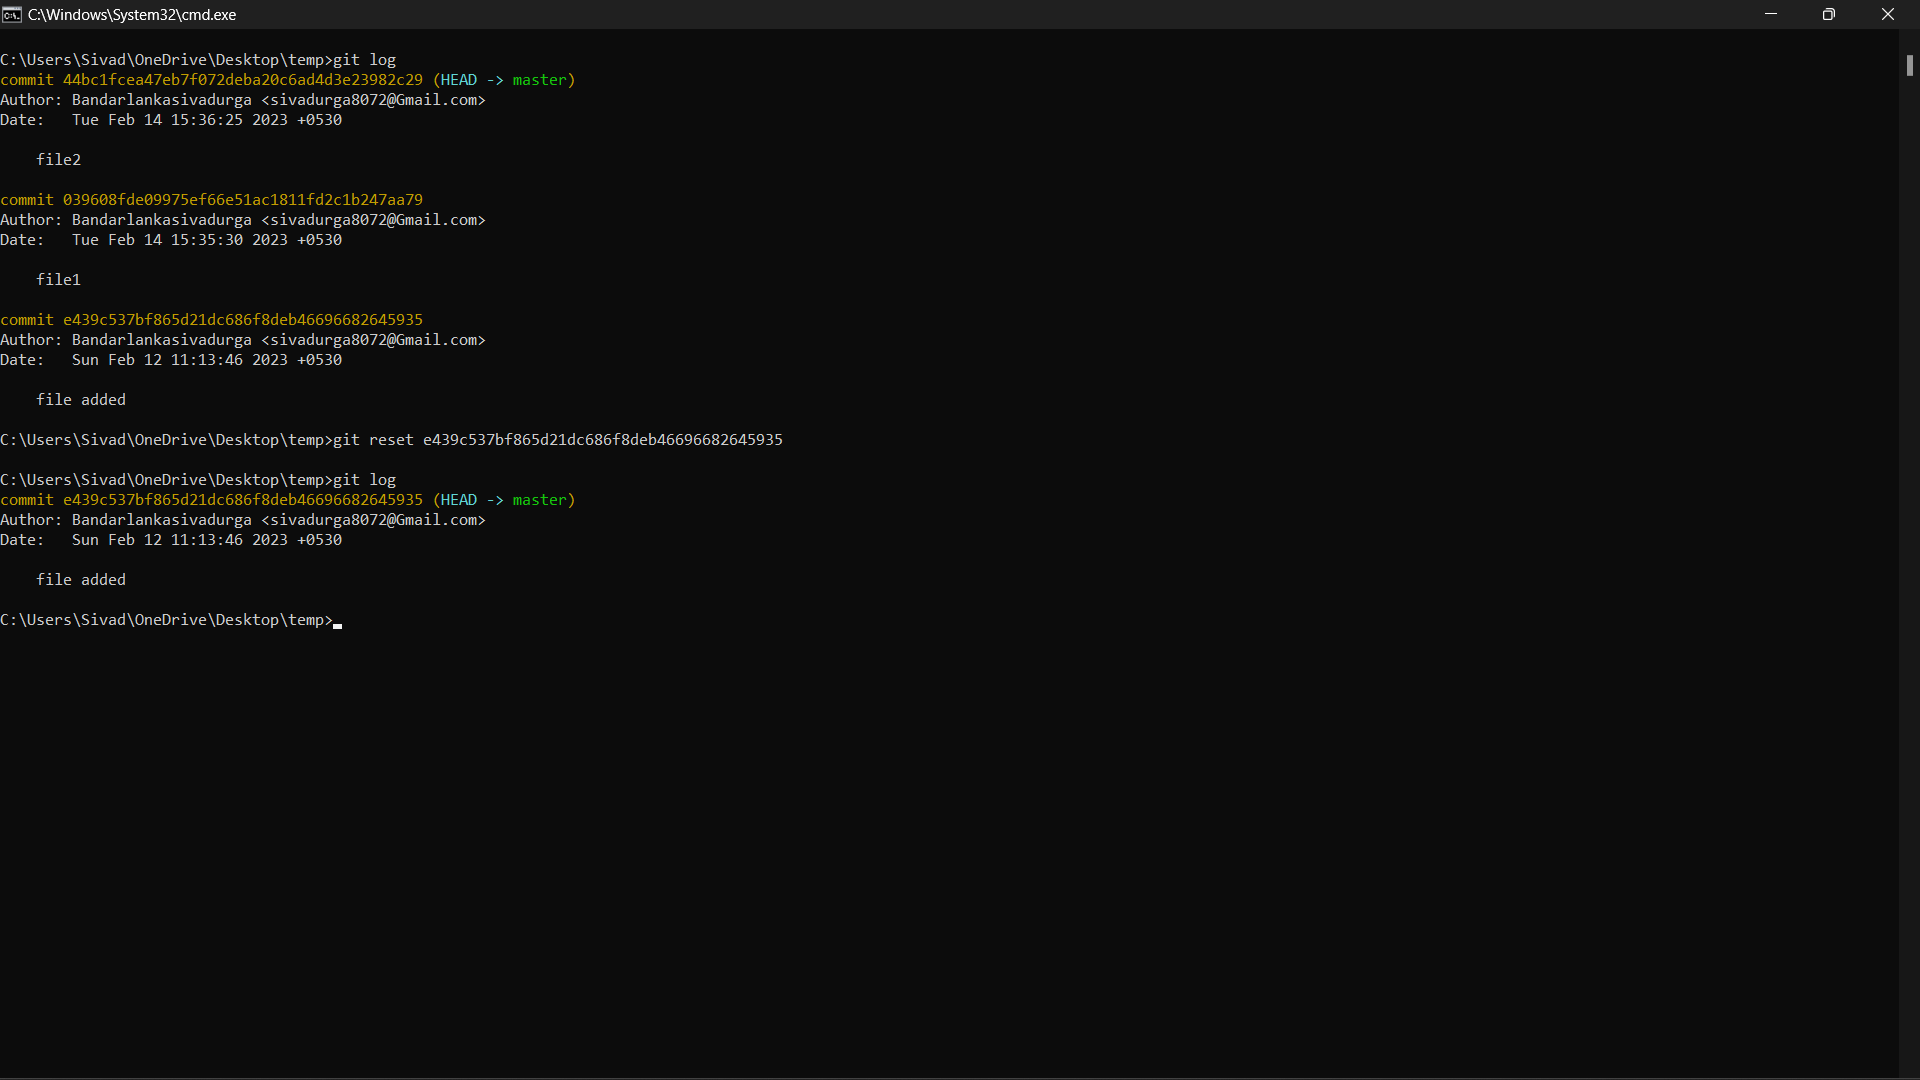 C:\Windows\System32\cmd.exe
C:\Users\Sivad\OneDrive\Desktop\temp>git log
commit 44bc1fcea47eb7f072deba20c6ad4d3e23982c29 (HEAD -> master)
Author: Bandarlankasivadurga <sivadurga8072@Gmail.com>
Date:   Tue Feb 14 15:36:25 2023 +0530
    file2
commit 039608fde09975ef66e51ac1811fd2c1b247aa79
Author: Bandarlankasivadurga <sivadurga8072@Gmail.com>
Date:   Tue Feb 14 15:35:30 2023 +0530
    file1
commit e439c537bf865d21dc686f8deb46696682645935
Author: Bandarlankasivadurga <sivadurga8072@Gmail.com>
Date:   Sun Feb 12 11:13:46 2023 +0530
    file added
C:\Users\Sivad\OneDrive\Desktop\temp>git reset e439c537bf865d21dc686f8deb46696682645935
C:\Users\Sivad\OneDrive\Desktop\temp>git log
commit e439c537bf865d21dc686f8deb46696682645935 (HEAD -> master)
Author: Bandarlankasivadurga <sivadurga8072@Gmail.com>
Date:   Sun Feb 12 11:13:46 2023 +0530
    file added
C:\Users\Sivad\OneDrive\Desktop\temp>